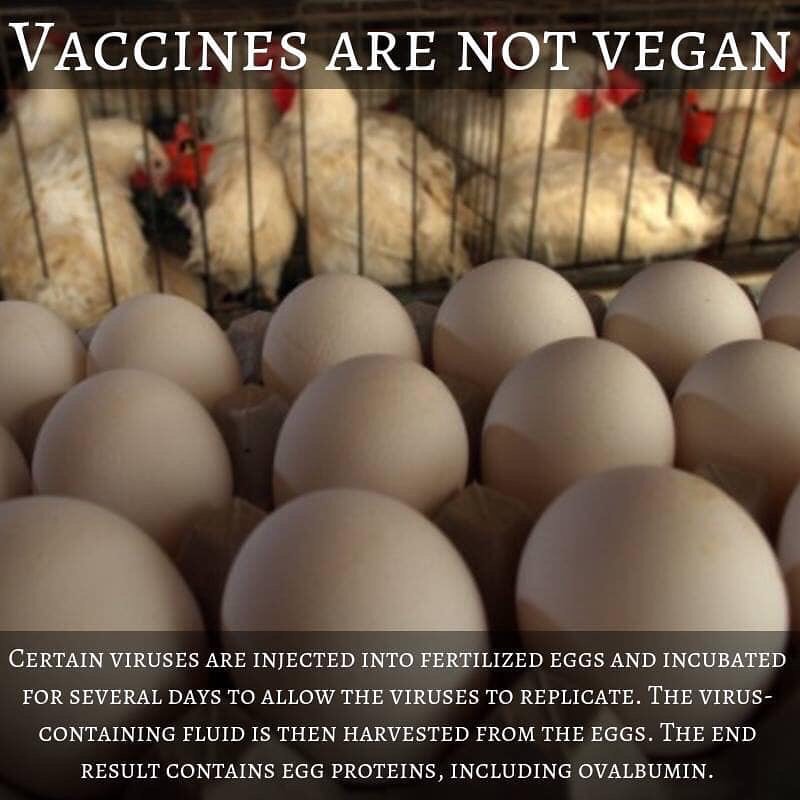 Vaccines are not vegan
Certain viruses are injected into fertilized eggs and incubated
for several days to allow the viruses to replicate. The virus-
containing fluid is then harvested from the eggs. The end
result contains egg proteins, including ovalbumin.